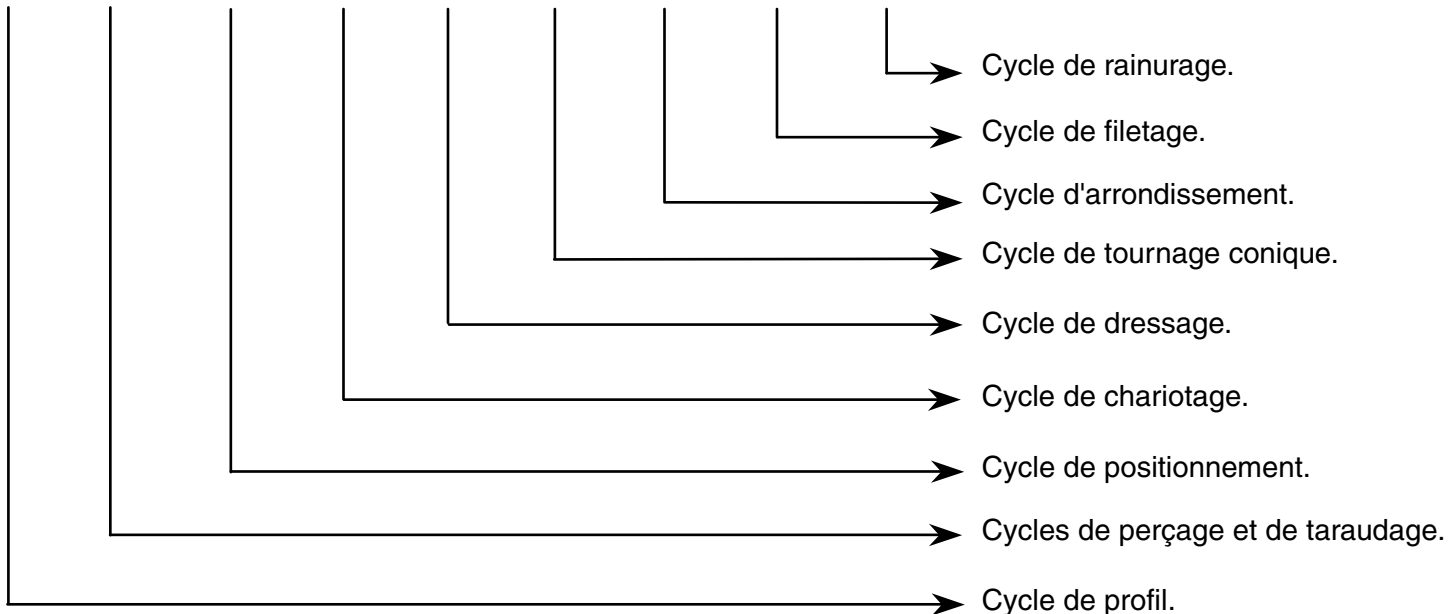 Cycle de rainurage.
Cycle de filetage.
Cycle d'arrondissement.
Cycle de tournage conique.
Cycle de dressage.
Cycle de chariotage.
Cycle de positionnement.
Cycles de perçage et de taraudage.
Cycle de profil.